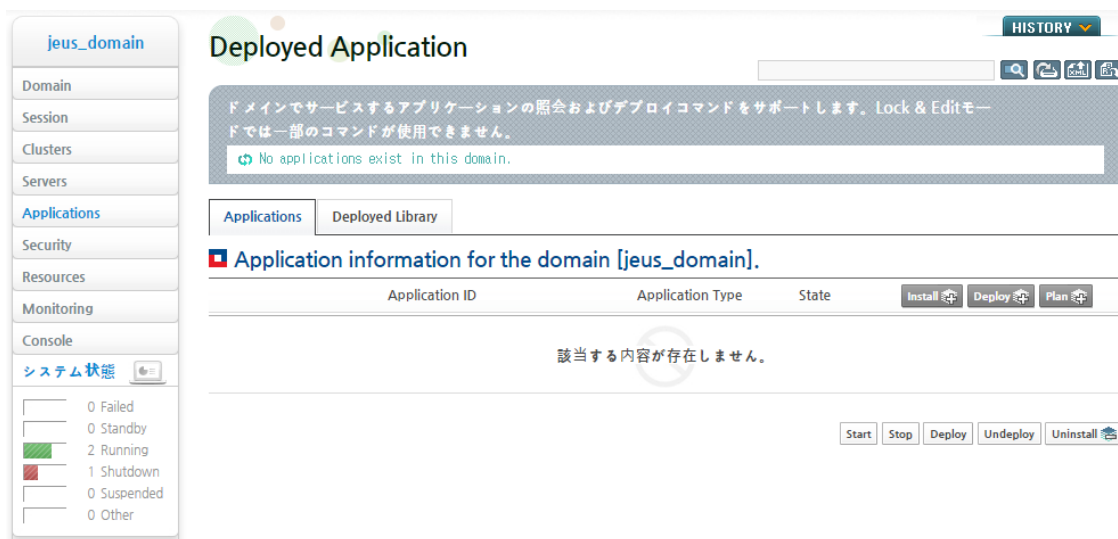 jeus_domain
Domain
Session
Clusters
Servers
Applications
Security
Resources
Monitoring
Console
システム状態
0 Failed
0 Standby
2 Running
1 Shutdown
0 Suspended
0 Other
HISTORY
Deployed Application
XML
ドメインでサービスするアプリケーションの照会およびデプロイコマンドをサポートします。Lock & Editモー
ドでは一部のコマンドが使用できません。
No applications exist in this domain.
Applications Deployed Library
Application information for the domain [jeus_domain].
Application ID Application Type State Install Deploy Plan
該当する内容が存在しません。
Start Stop Deploy Undeploy Uninstall